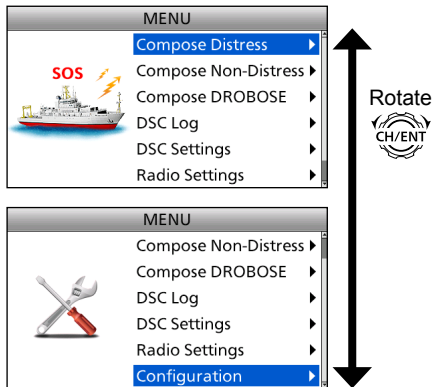 MENU
SOS
Compose Distress
Compose Non-Distress
Compose DROBOSE
DSC Log
DSC Settings
Radio Settings
Rotate
CH/ENT
MENU
Compose Non-Distress
Compose DROBOSE
DSC Log
DSC Settings
Radio Settings
Configuration